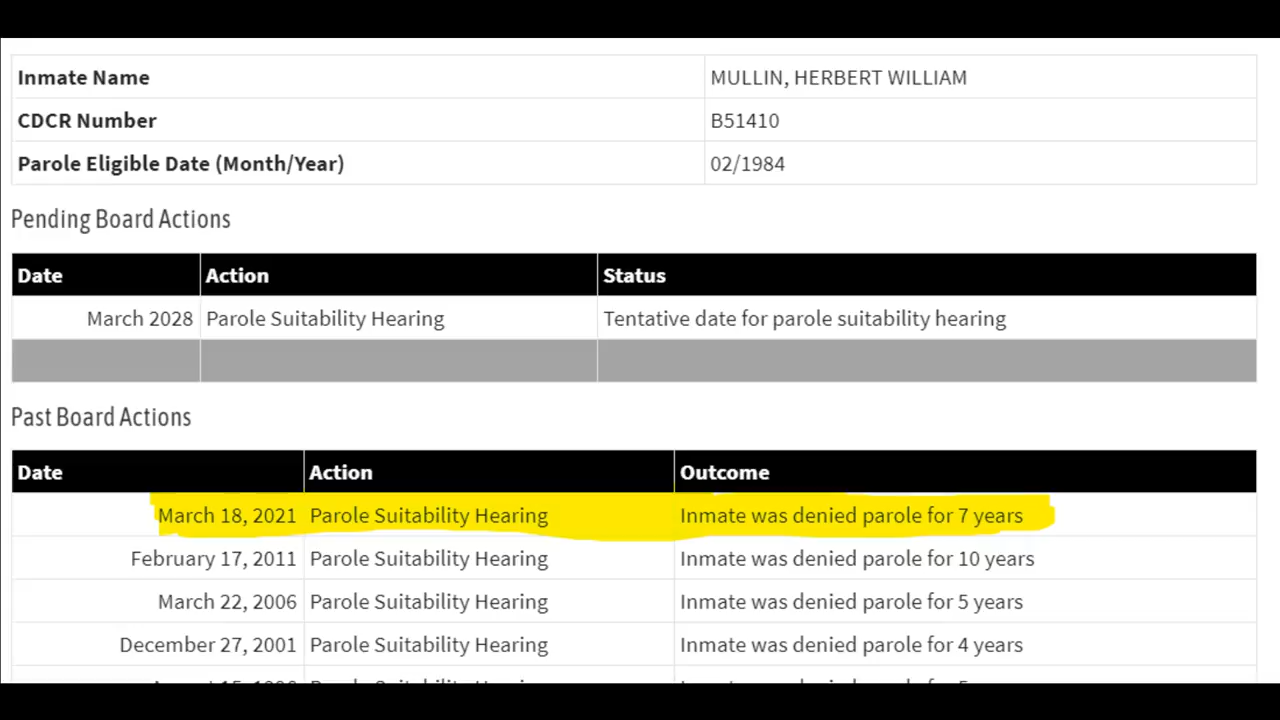 Inmate Name MULLIN, HERBERT WILLIAM
CDCR Number B51410
Parole Eligible Date (Month/Year) 02/1984
Pending Board Actions
Date Action Status
March 2028 Parole Suitability Hearing Tentative date for parole suitability hearing
Past Board Actions
Date Action Outcome
March 18, 2021 Parole Suitability Hearing Inmate was denied parole for 7 years
February 17, 2011 Parole Suitability Hearing Inmate was denied parole for 10 years
March 22, 2006 Parole Suitability Hearing Inmate was denied parole for 5 years
December 27, 2001 Parole Suitability Hearing Inmate was denied parole for 4 years